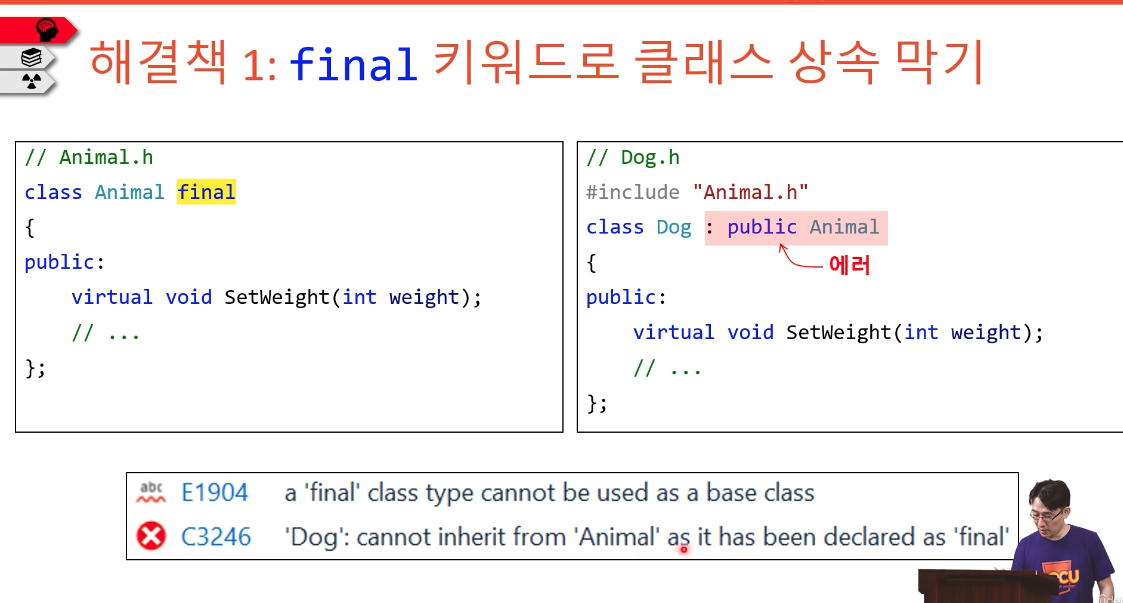 해결책 1: final 키워드로 클래스 상속 막기
// Animal.h
class Animal final
{
public:
virtual void SetWeight(int weight);
// ...
};
// Dog.h
#include "Animal.h"
class Dog : public Animal
에러
{
public:
virtual void SetWeight(int weight);
// ...
};
abc E1904 a 'final' class type cannot be used as a base class
C3246 'Dog': cannot inherit from 'Animal' as it has been declared as 'final'